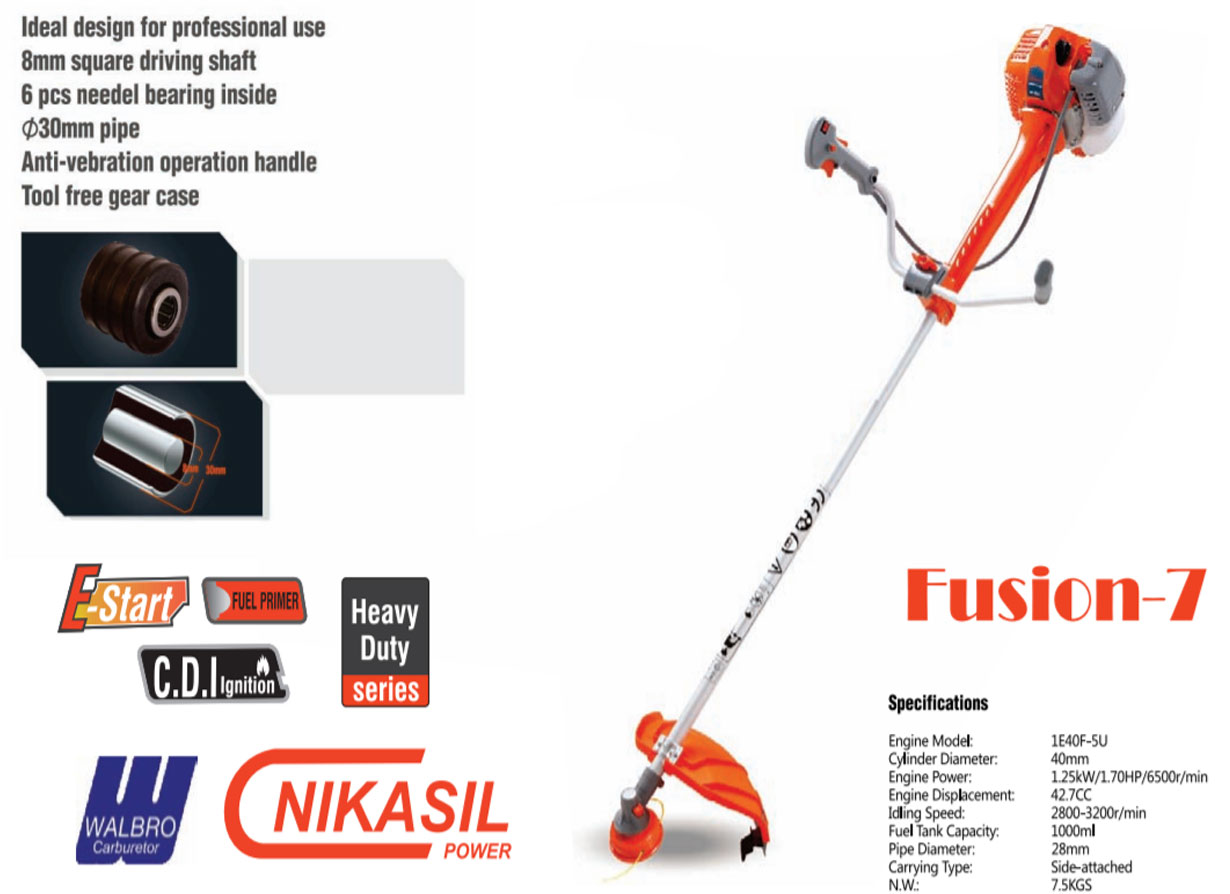 Ideal design for professional use
8mm square driving shaft
6 pcs needel bearing inside
Φ30mm pipe
Anti-vebration operation handle
Tool free gear case
8mm
30mm
E-Start
FUEL PRIMER
C.D.I Ignition
Heavy
Duty
series
WALBRO
Carburetor
NIKASIL
POWER
CE
Fusion-7
Specifications
Engine Model: 1E40F-5U
Cylinder Diameter: 40mm
Engine Power: 1.25kW/1.70HP/6500r/min
Engine Displacement: 42.7CC
Idling Speed: 2800-3200r/min
Fuel Tank Capacity: 1000ml
Pipe Diameter: 28mm
Carrying Type: Side-attached
N.W.: 7.5KGS